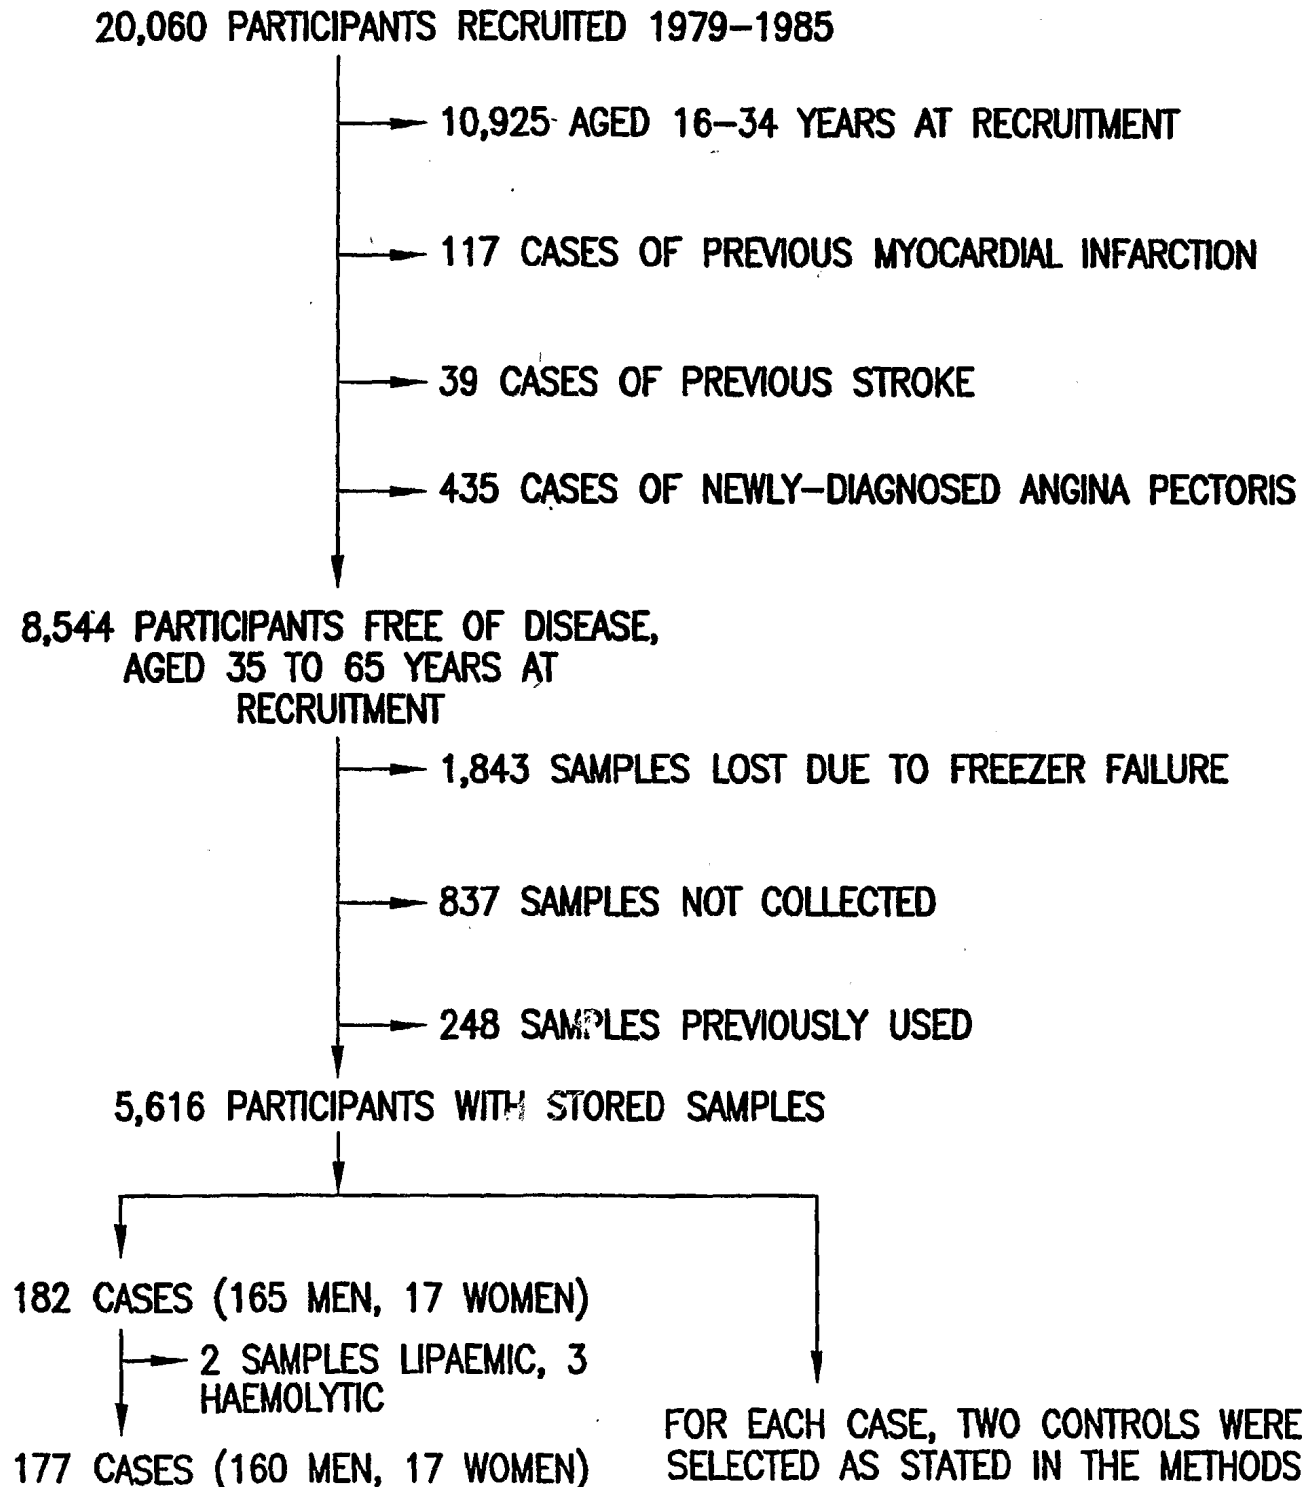 20,060 PARTICIPANTS RECRUITED 1979–1985
10,925 AGED 16–34 YEARS AT RECRUITMENT
117 CASES OF PREVIOUS MYOCARDIAL INFARCTION
39 CASES OF PREVIOUS STROKE
435 CASES OF NEWLY–DIAGNOSED ANGINA PECTORIS
8,544 PARTICIPANTS FREE OF DISEASE,
AGED 35 TO 65 YEARS AT
RECRUITMENT
1,843 SAMPLES LOST DUE TO FREEZER FAILURE
837 SAMPLES NOT COLLECTED
248 SAMPLES PREVIOUSLY USED
5,616 PARTICIPANTS WITH STORED SAMPLES
182 CASES (165 MEN, 17 WOMEN)
2 SAMPLES LIPAEMIC, 3
HAEMOLYTIC
177 CASES (160 MEN, 17 WOMEN)
FOR EACH CASE, TWO CONTROLS WERE
SELECTED AS STATED IN THE METHODS